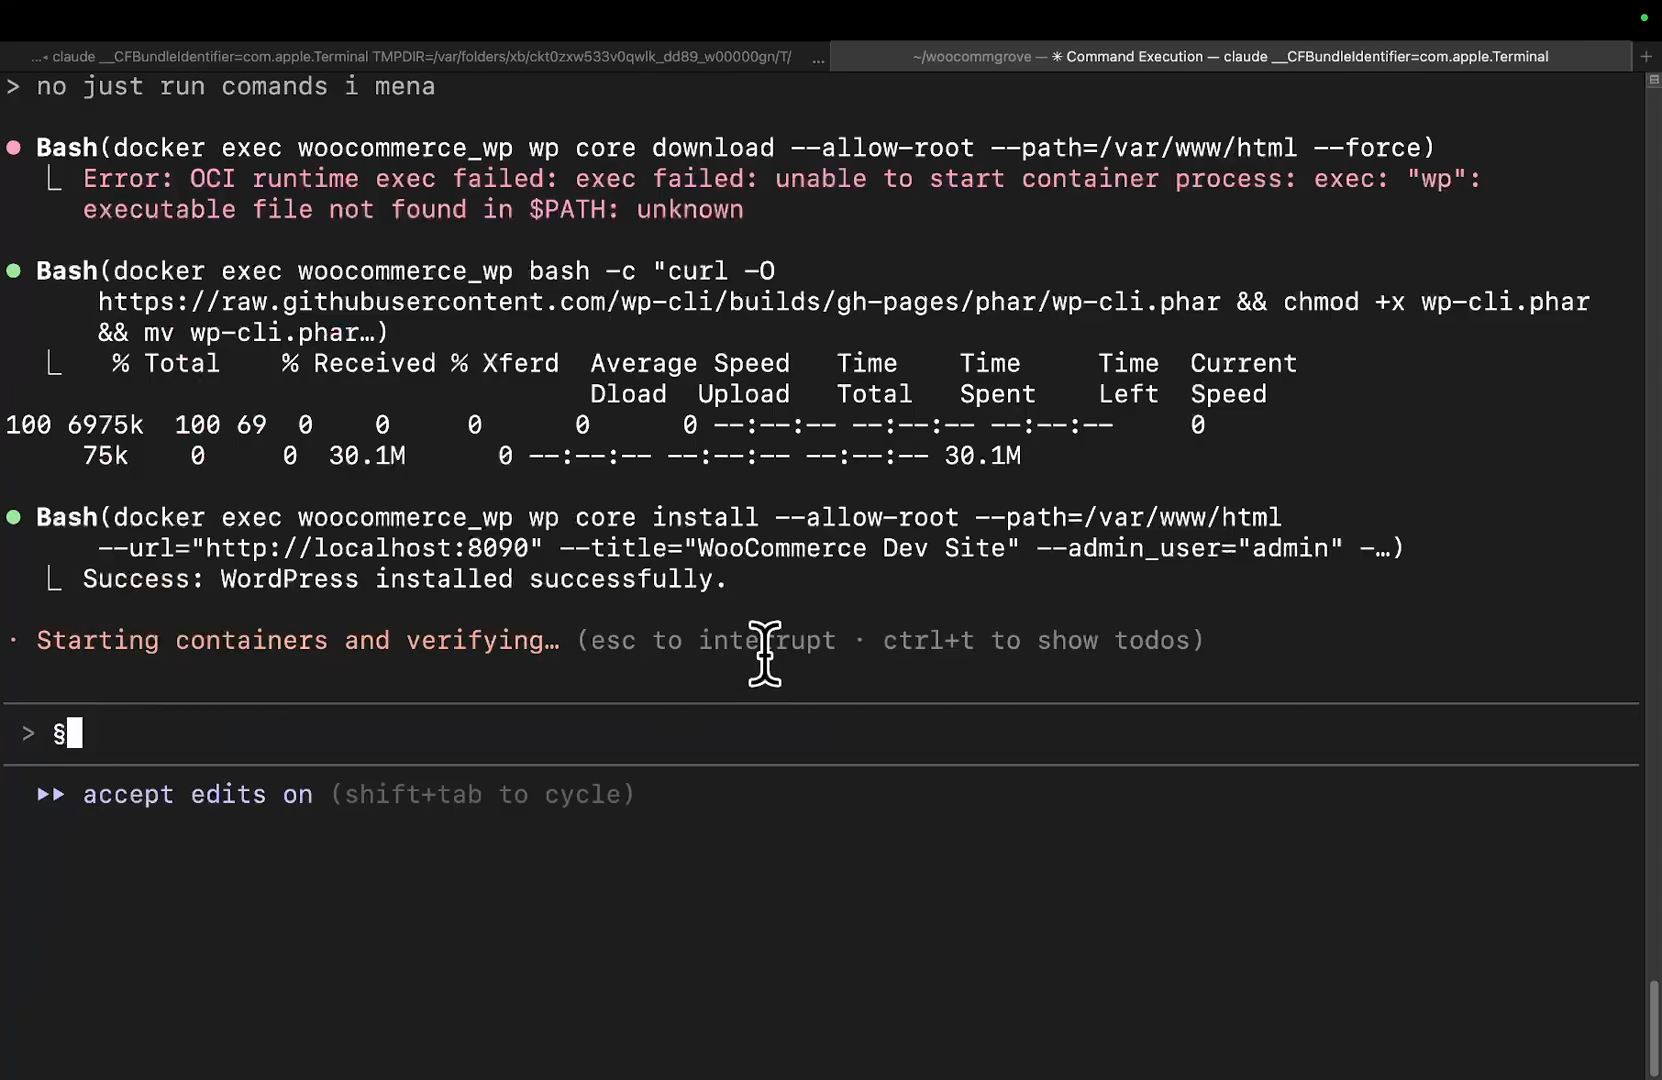 …◂ claude __CFBundleIdentifier=com.apple.Terminal TMPDIR=/var/folders/xb/ckt0zxw533v0qwlk_dd89_w00000gn/T/ …
~/woocommgrove — ✳ Command Execution — claude __CFBundleIdentifier=com.apple.Terminal +
> no just run comands i mena
● Bash(docker exec woocommerce_wp wp core download --allow-root --path=/var/www/html --force)
⎿ Error: OCI runtime exec failed: exec failed: unable to start container process: exec: "wp":
executable file not found in $PATH: unknown
● Bash(docker exec woocommerce_wp bash -c "curl -O
https://raw.githubusercontent.com/wp-cli/builds/gh-pages/phar/wp-cli.phar && chmod +x wp-cli.phar
&& mv wp-cli.phar…)
⎿ % Total % Received % Xferd Average Speed Time Time Time Current
Dload Upload Total Spent Left Speed
100 6975k 100 69 0 0 0 0 0 --:--:-- --:--:-- --:--:-- 0
75k 0 0 30.1M 0 --:--:-- --:--:-- --:--:-- 30.1M
● Bash(docker exec woocommerce_wp wp core install --allow-root --path=/var/www/html
--url="http://localhost:8090" --title="WooCommerce Dev Site" --admin_user="admin" -…)
⎿ Success: WordPress installed successfully.
· Starting containers and verifying… (esc to interrupt · ctrl+t to show todos)
> §
▸▸ accept edits on (shift+tab to cycle)